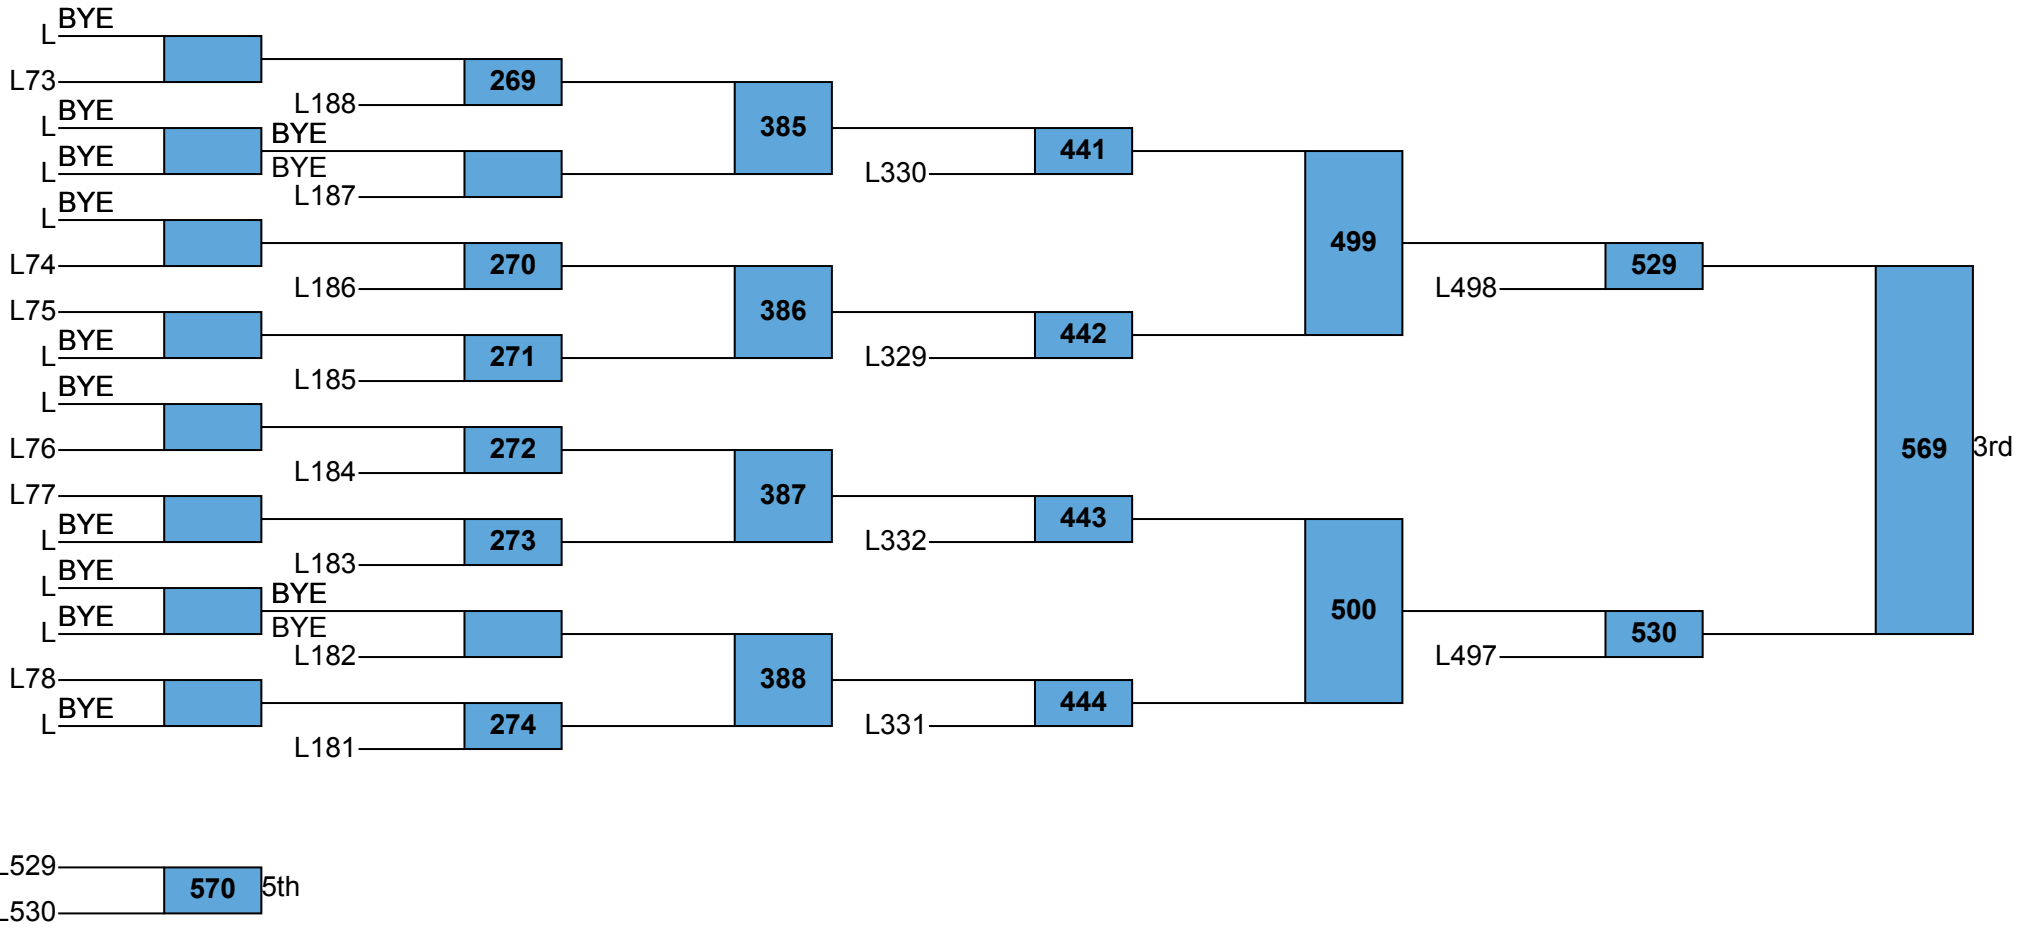 BYE
L
L73
269
L188
BYE
L
BYE
BYE
L
BYE
L187
385
441
L330
BYE
L
L74
270
L186
L75
BYE
L
271
L185
386
442
L329
499
529
L498
BYE
L
L76
272
L184
L77
BYE
L
273
L183
387
443
L332
BYE
L
BYE
BYE
L
BYE
L182
L78
BYE
L
274
L181
388
444
L331
500
530
L497
569
3rd
L529
L530
570
5th